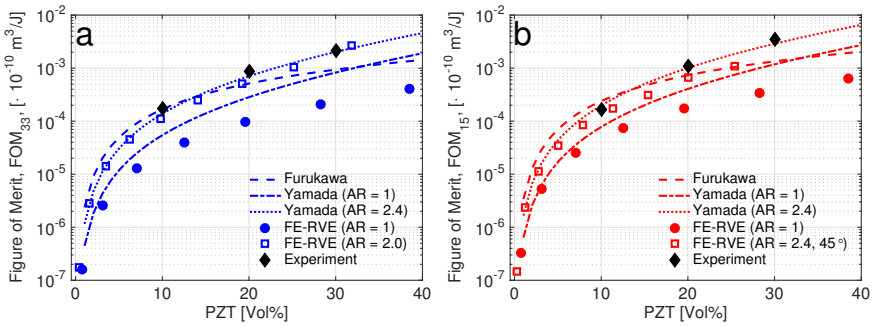 a
Figure of Merit, FOM33, [· 10-10 m3/J]
10-2
10-3
10-4
10-5
10-6
10-7
Furukawa
Yamada (AR = 1)
Yamada (AR = 2.4)
FE-RVE (AR = 1)
FE-RVE (AR = 2.0)
Experiment
0 10 20 30 40
PZT [Vol%]
b
Figure of Merit, FOM15, [· 10-10 m3/J]
10-2
10-3
10-4
10-5
10-6
10-7
Furukawa
Yamada (AR = 1)
Yamada (AR = 2.4)
FE-RVE (AR = 1)
FE-RVE (AR = 2.4, 45°)
Experiment
0 10 20 30 40
PZT [Vol%]